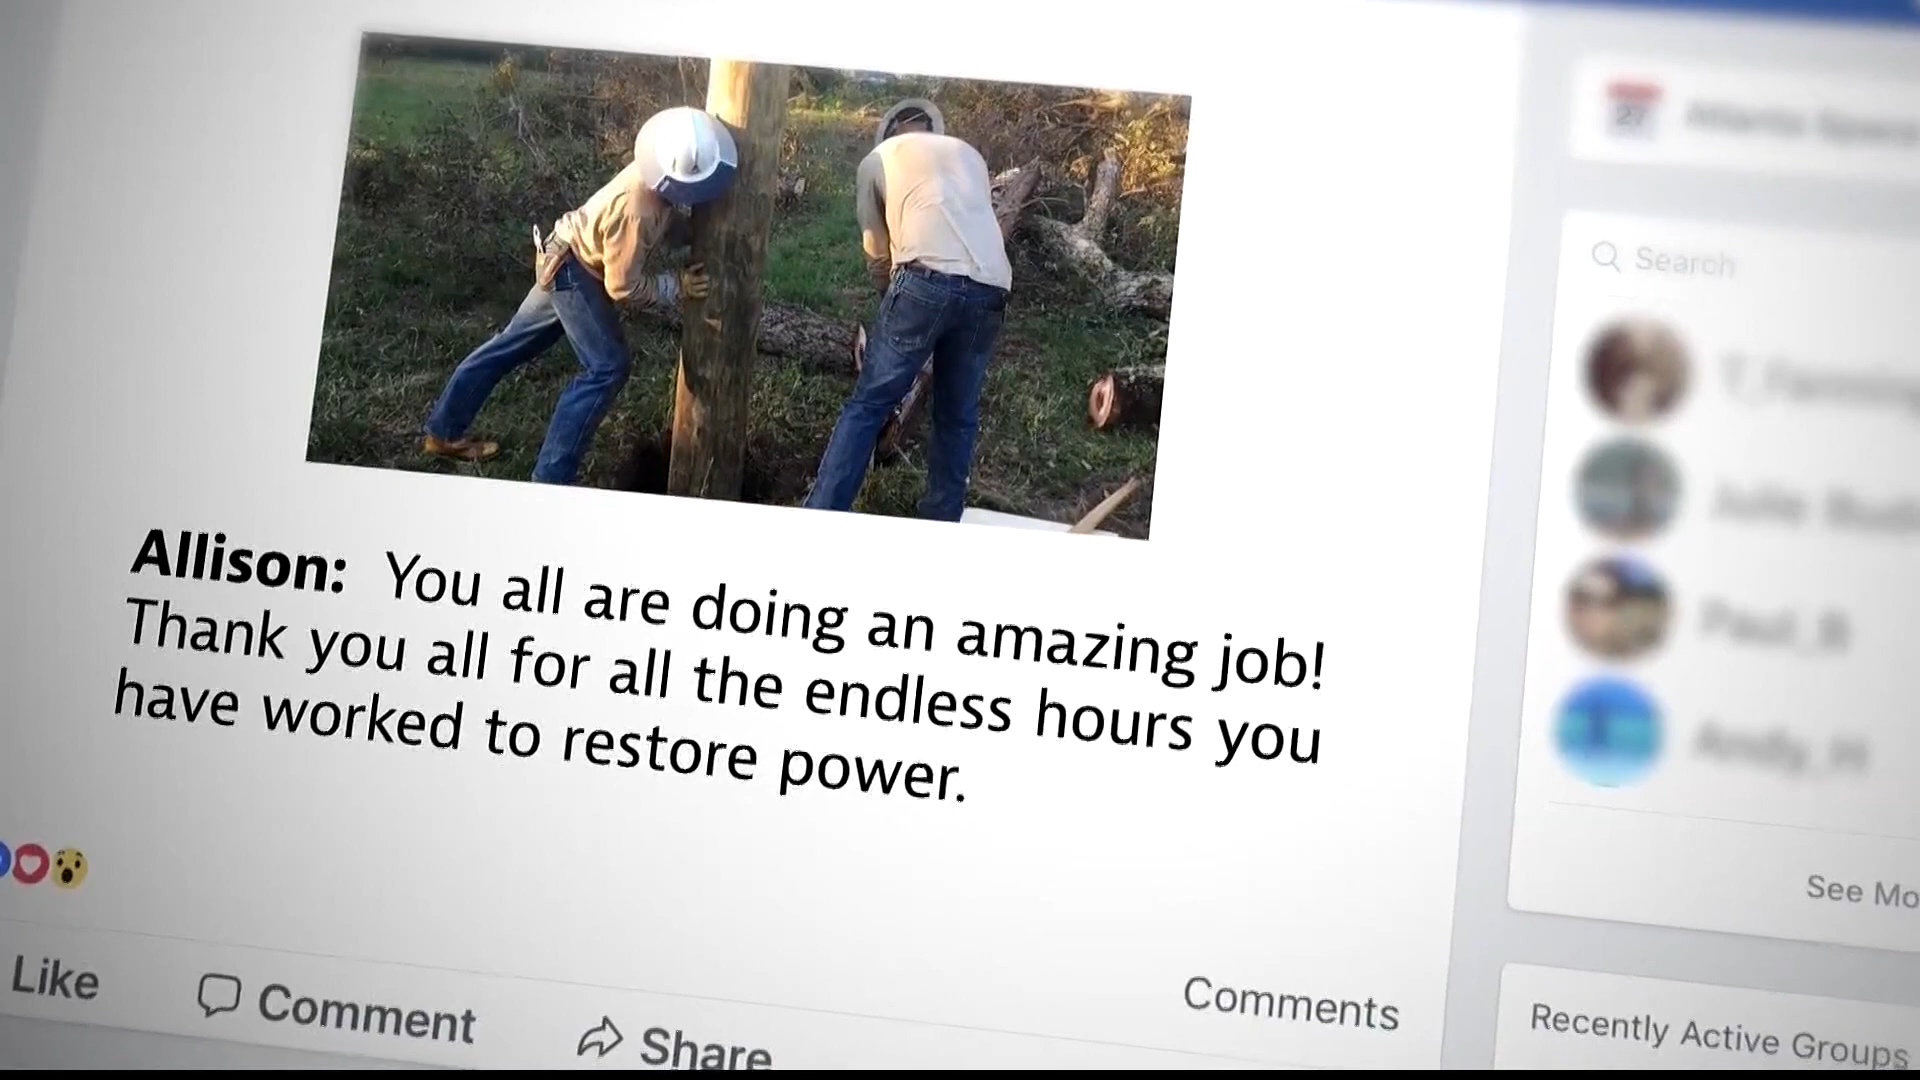 27
Search
Allison: You all are doing an amazing job!
Thank you all for all the endless hours you
have worked to restore power.
See Mo
Like
Comment
Share
Comments
Recently Active Groups